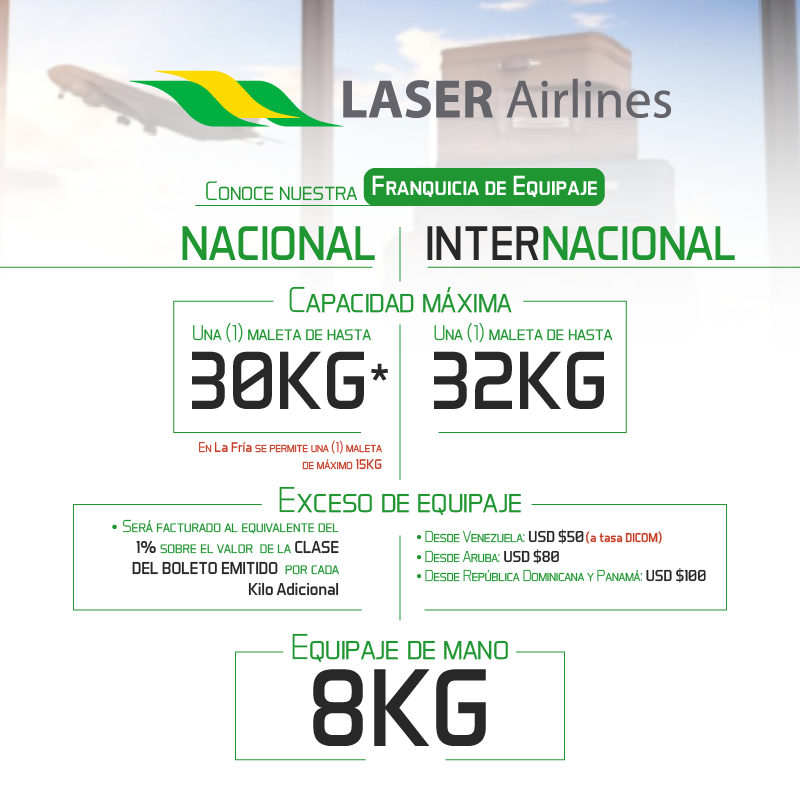 LASER Airlines
CONOCE NUESTRA FRANQUICIA DE EQUIPAJE
NACIONAL
INTERNACIONAL
CAPACIDAD MÁXIMA
UNA (1) MALETA DE HASTA
30KG*
UNA (1) MALETA DE HASTA
32KG
EN La Fría SE PERMITE UNA (1) MALETA
DE MÁXIMO 15KG
EXCESO DE EQUIPAJE
• SERÁ FACTURADO AL EQUIVALENTE DEL
1% SOBRE EL VALOR DE LA CLASE
DEL BOLETO EMITIDO POR CADA
Kilo Adicional
• DESDE VENEZUELA: USD $50 (a tasa DICOM)
• DESDE ARUBA: USD $80
• DESDE REPÚBLICA DOMINICANA Y PANAMÁ: USD $100
EQUIPAJE DE MANO
8KG